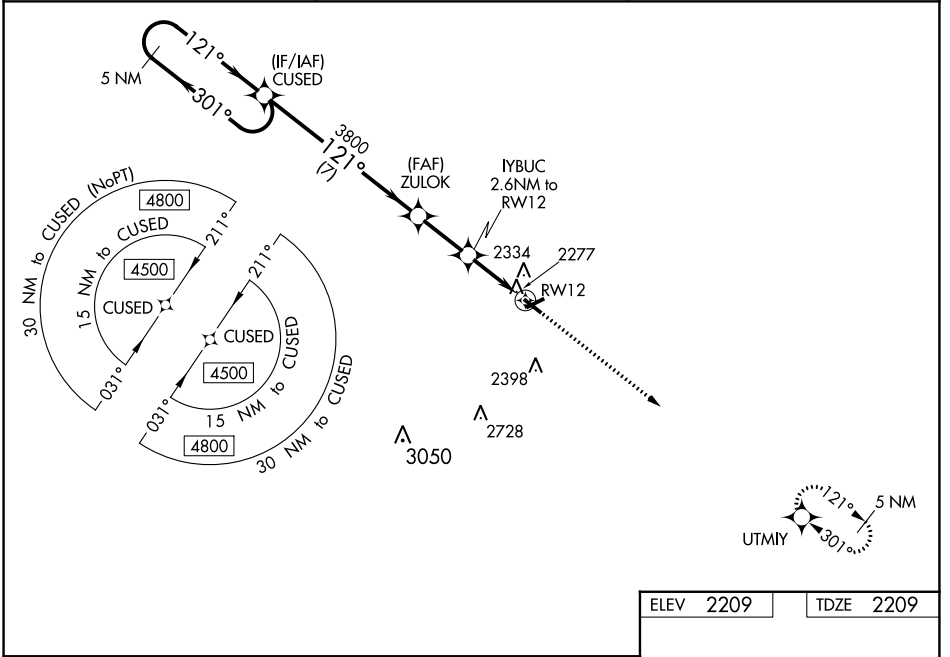 121°
5 NM
301°
(IF/IAF)
CUSED
3800
121°
(7)
(FAF)
ZULOK
IYBUC
2.6NM to
RW12
2334
2277
RW12
30 NM to CUSED (NoPT)
4800
15 NM to CUSED
4500
211°
CUSED
031°
211°
CUSED
4500
031°
15 NM to CUSED
4800
30 NM to CUSED
2398
2728
3050
121°
5 NM
UTMIY
301°
ELEV 2209
TDZE 2209